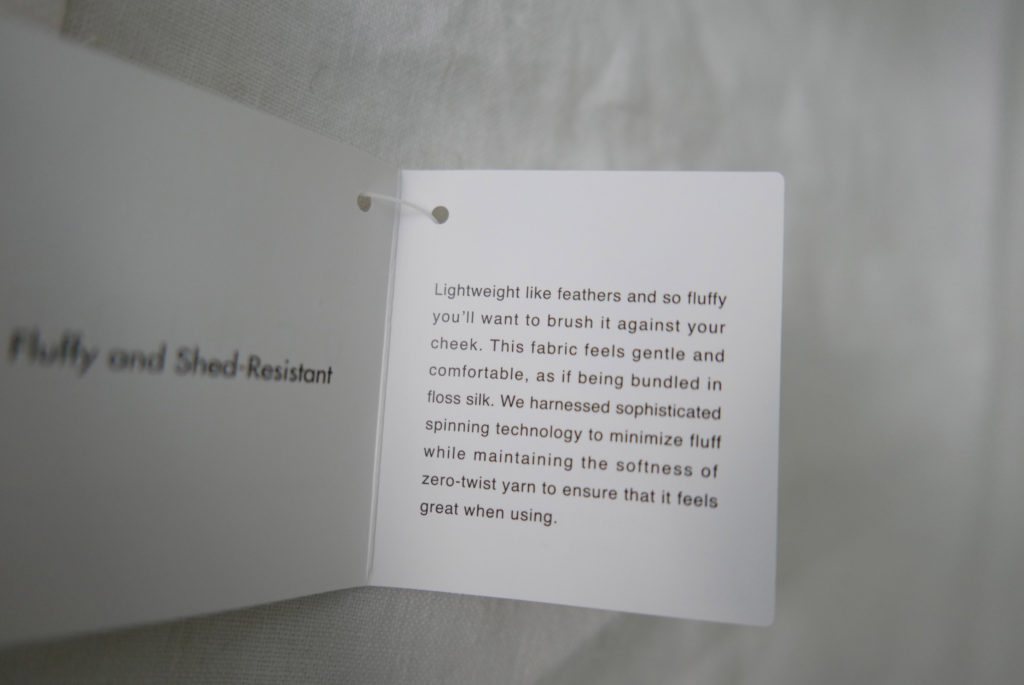 Fluffy and Shed-Resistant
Lightweight like feathers and so fluffy
you'll want to brush it against your
cheek. This fabric feels gentle and
comfortable, as if being bundled in
floss silk. We harnessed sophisticated
spinning technology to minimize fluff
while maintaining the softness of
zero-twist yarn to ensure that it feels
great when using.